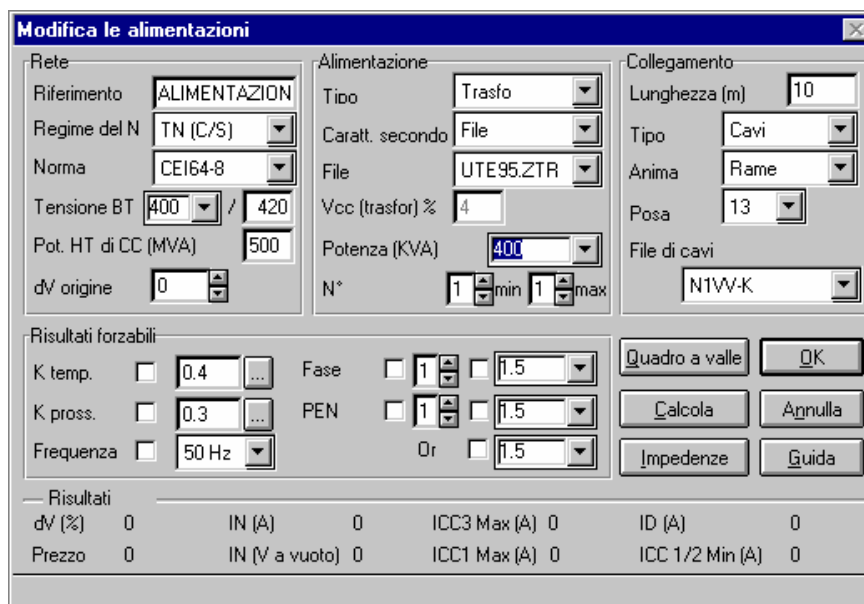 Modifica le alimentazioni
Rete
Riferimento ALIMENTAZION
Regime del N TN (C/S)
Norma CEI64-8
Tensione BT 400 / 420
Pot. HT di CC (MVA) 500
dV origine 0
Alimentazione
Tipo Trasfo
Caratt. secondo File
File UTE95.ZTR
Vcc (trasfor) % 4
Potenza (KVA) 400
N° 1 min 1 max
Collegamento
Lunghezza (m) 10
Tipo Cavi
Anima Rame
Posa 13
File di cavi
N1VV-K
Risultati forzabili
K temp. 0.4 ... Fase 1 1.5
K pross. 0.3 ... PEN 1 1.5
Frequenza 50 Hz Or 1.5
Quadro a valle OK
Calcola Annulla
Impedenze Guida
Risultati
dV (%) 0 IN (A) 0 ICC3 Max (A) 0 ID (A) 0
Prezzo 0 IN (V a vuoto) 0 ICC1 Max (A) 0 ICC 1/2 Min (A) 0